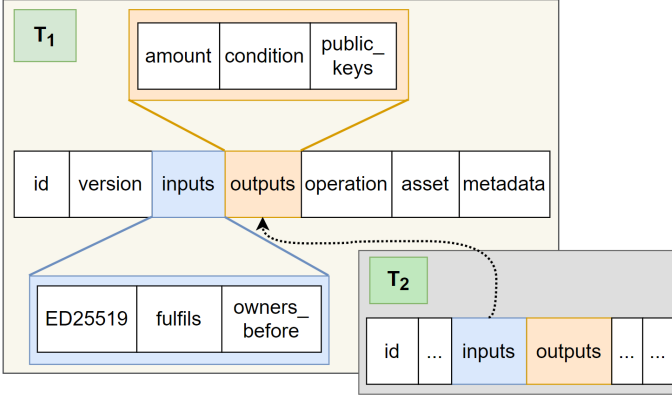 T1
amount condition public_
keys
id version inputs outputs operation asset metadata
ED25519 fulfils owners_
before
T2
id ... inputs outputs ... ...